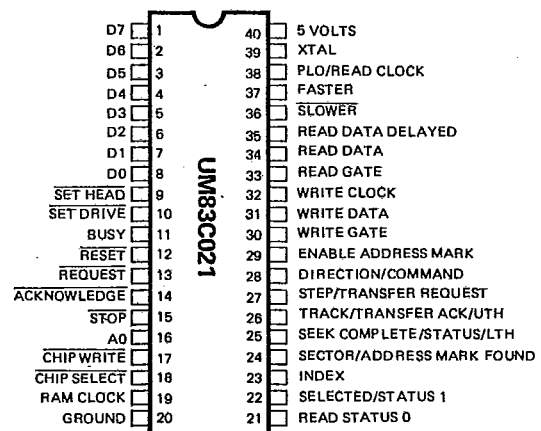 D7 1
D6 2
D5 3
D4 4
D3 5
D2 6
D1 7
D0 8
SET HEAD 9
SET DRIVE 10
BUSY 11
RESET 12
REQUEST 13
ACKNOWLEDGE 14
STOP 15
A0 16
CHIP WRITE 17
CHIP SELECT 18
RAM CLOCK 19
GROUND 20
UM83C021
40 5 VOLTS
39 XTAL
38 PLO/READ CLOCK
37 FASTER
36 SLOWER
35 READ DATA DELAYED
34 READ DATA
33 READ GATE
32 WRITE CLOCK
31 WRITE DATA
30 WRITE GATE
29 ENABLE ADDRESS MARK
28 DIRECTION/COMMAND
27 STEP/TRANSFER REQUEST
26 TRACK/TRANSFER ACK/UTH
25 SEEK COMPLETE/STATUS/LTH
24 SECTOR/ADDRESS MARK FOUND
23 INDEX
22 SELECTED/STATUS 1
21 READ STATUS 0